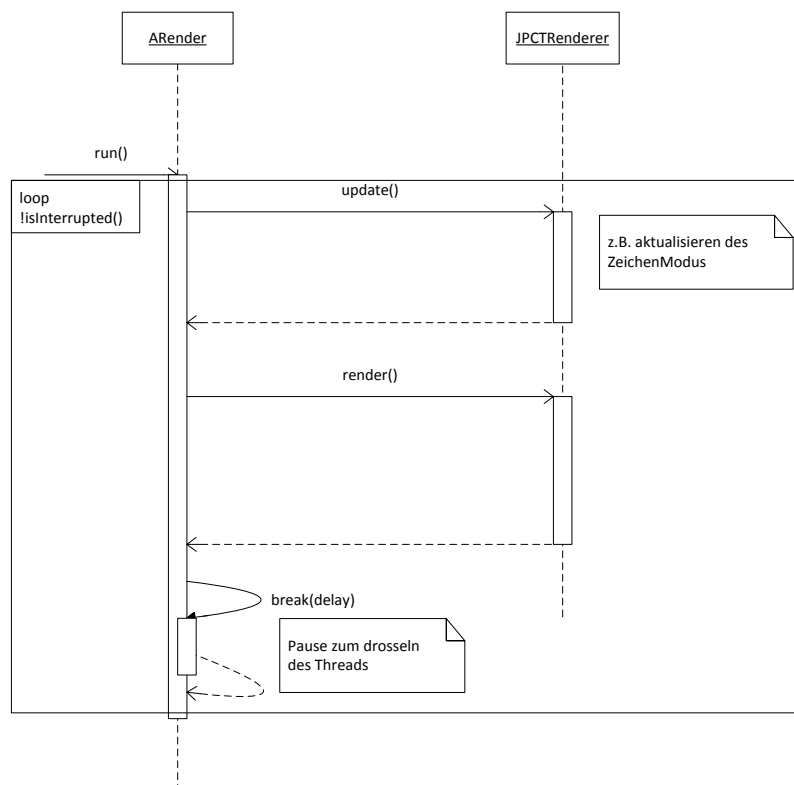 ARender
JPCTRenderer
run()
loop
!isInterrupted()
update()
z.B. aktualisieren des
ZeichenModus
render()
break(delay)
Pause zum drosseln
des Threads